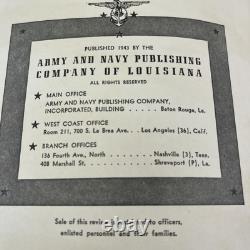 PUBLISHED 1943 BY THE
ARMY AND NAVY PUBLISHING
COMPANY OF LOUISIANA
ALL RIGHTS RESERVED
★ MAIN OFFICE
ARMY AND NAVY PUBLISHING COMPANY,
INCORPORATED, BUILDING . . . Baton Rouge, La.
★ WEST COAST OFFICE
Room 211, 700 S. La Brea Ave. . . Los Angeles (36), Calif.
★ BRANCH OFFICES
136 Fourth Ave., North . . . . . Nashville (3), Tenn.
408 Marshall St. . . . . . . Shreveport (P), La.
Sale of this to officers,
enlisted personnel and their families.